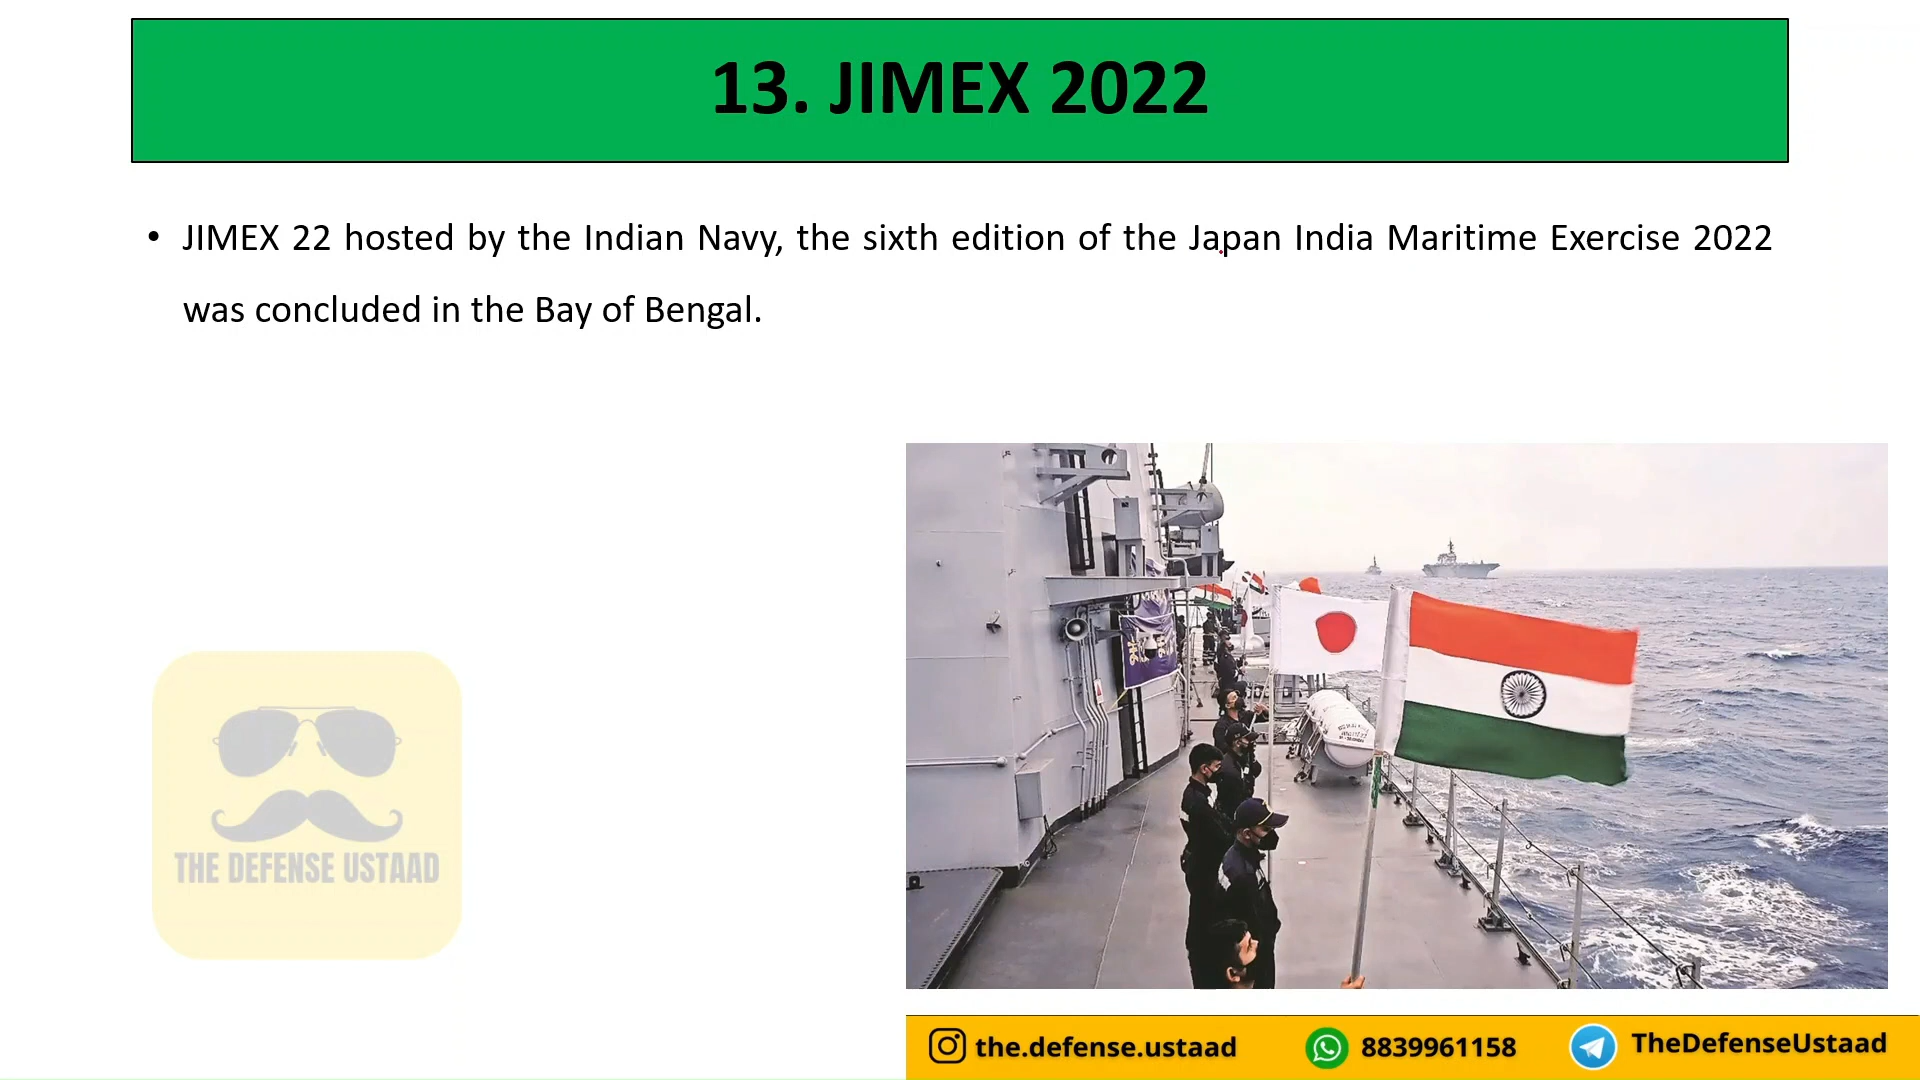 13. JIMEX 2022
• JIMEX 22 hosted by the Indian Navy, the sixth edition of the Japan India Maritime Exercise 2022
was concluded in the Bay of Bengal.
THE DEFENSE USTAAD
the.defense.ustaad
8839961158
TheDefenseUstaad